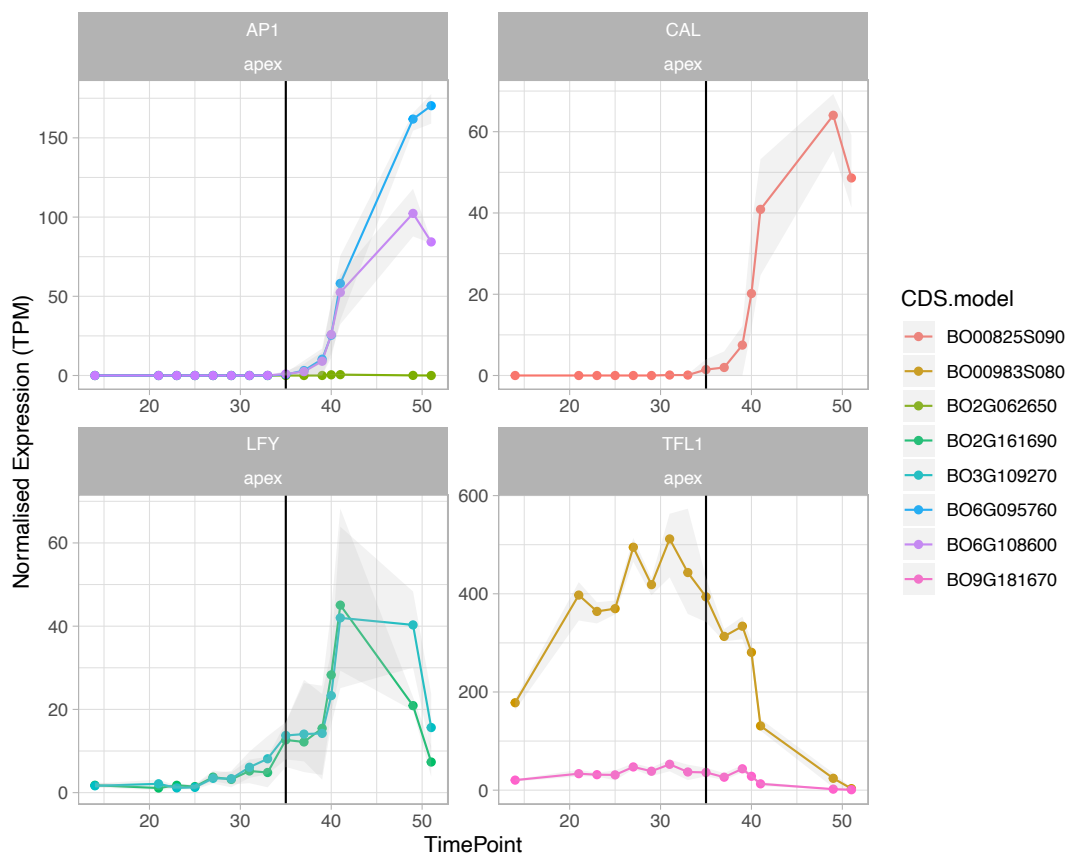 AP1
apex
CAL
apex
150
100
50
0
60
40
20
0
20
30
40
50
20
30
40
50
LFY
apex
TFL1
apex
60
40
20
0
600
400
200
0
20
30
40
50
20
30
40
50
Normalised Expression (TPM)
TimePoint
CDS.model
BO00825S090
BO00983S080
BO2G062650
BO2G161690
BO3G109270
BO6G095760
BO6G108600
BO9G181670